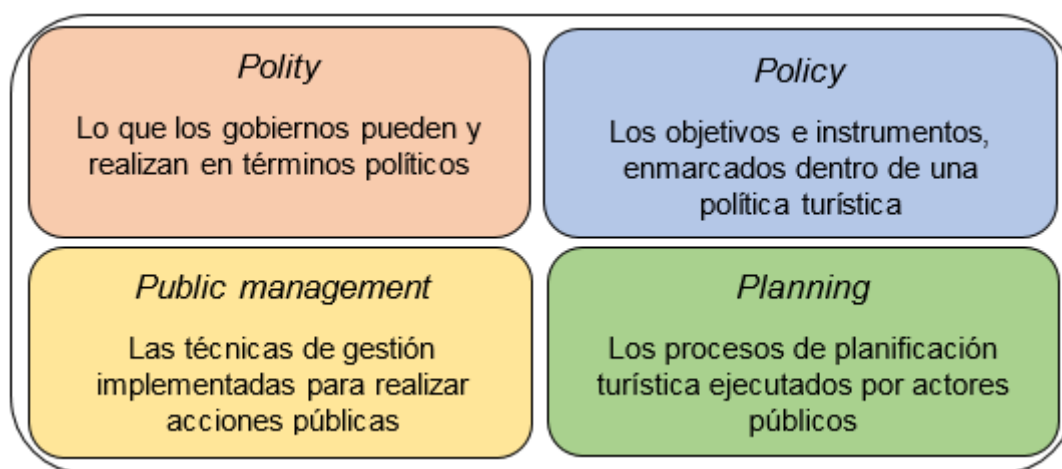 Polity
Lo que los gobiernos pueden y
realizan en términos políticos
Policy
Los objetivos e instrumentos,
enmarcados dentro de una
política turística
Public management
Las técnicas de gestión
implementadas para realizar
acciones públicas
Planning
Los procesos de planificación
turística ejecutados por actores
públicos